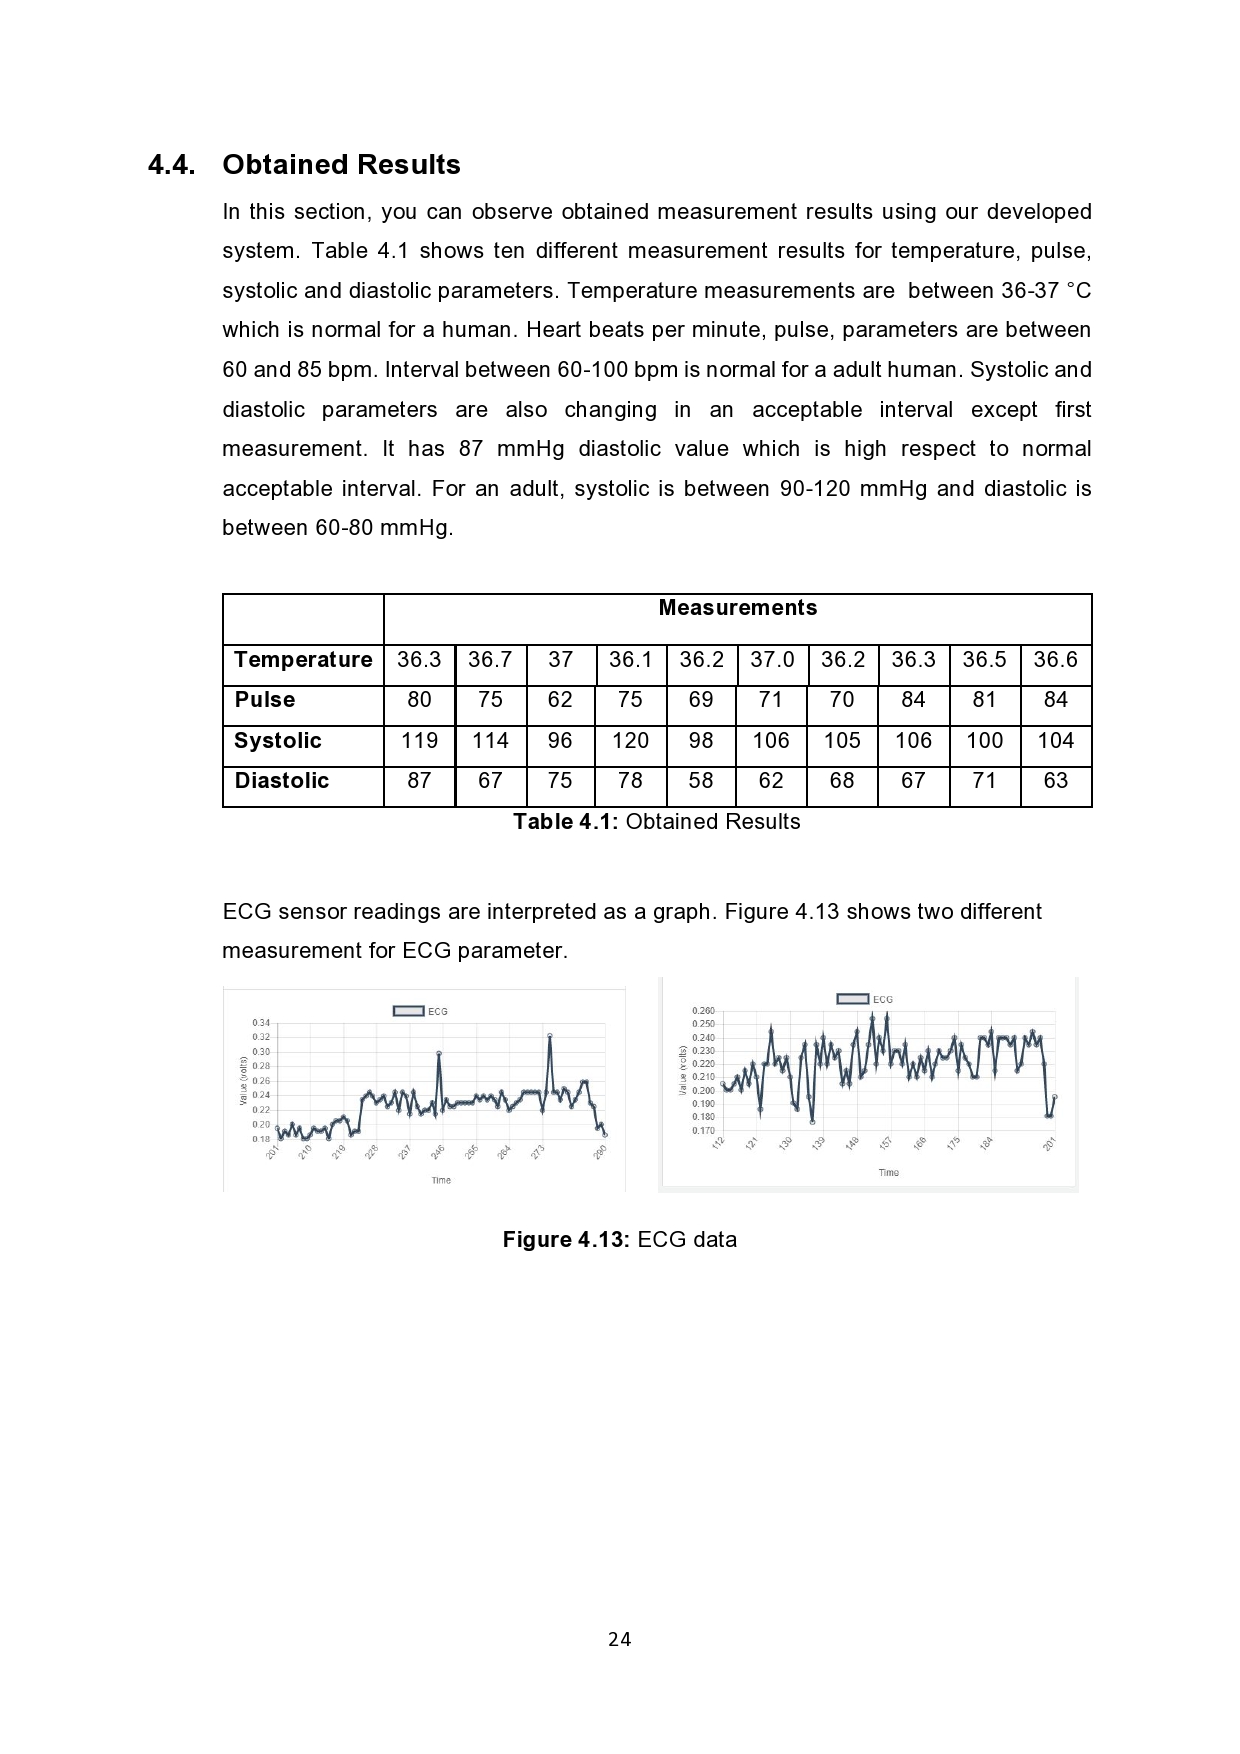 4.4. Obtained Results
In this section, you can observe obtained measurement results using our developed
system. Table 4.1 shows ten different measurement results for temperature, pulse,
systolic and diastolic parameters. Temperature measurements are between 36-37 °C
which is normal for a human. Heart beats per minute, pulse, parameters are between
60 and 85 bpm. Interval between 60-100 bpm is normal for a adult human. Systolic and
diastolic parameters are also changing in an acceptable interval except first
measurement. It has 87 mmHg diastolic value which is high respect to normal
acceptable interval. For an adult, systolic is between 90-120 mmHg and diastolic is
between 60-80 mmHg.
Measurements
Temperature 36.3 36.7 37 36.1 36.2 37.0 36.2 36.3 36.5 36.6
Pulse 80 75 62 75 69 71 70 84 81 84
Systolic 119 114 96 120 98 106 105 106 100 104
Diastolic 87 67 75 78 58 62 68 67 71 63
Table 4.1: Obtained Results
ECG sensor readings are interpreted as a graph. Figure 4.13 shows two different
measurement for ECG parameter.
ECG
0.34
0.32
0.30
0.28
0.26
0.24
0.22
0.20
0.18
Value (volts)
201 210 219 228 237 246 255 264 273 290
Time
ECG
0.260
0.250
0.240
0.230
0.220
0.210
0.200
0.190
0.180
0.170
Value (volts)
112 121 130 139 148 157 166 175 184 201
Time
Figure 4.13: ECG data
24